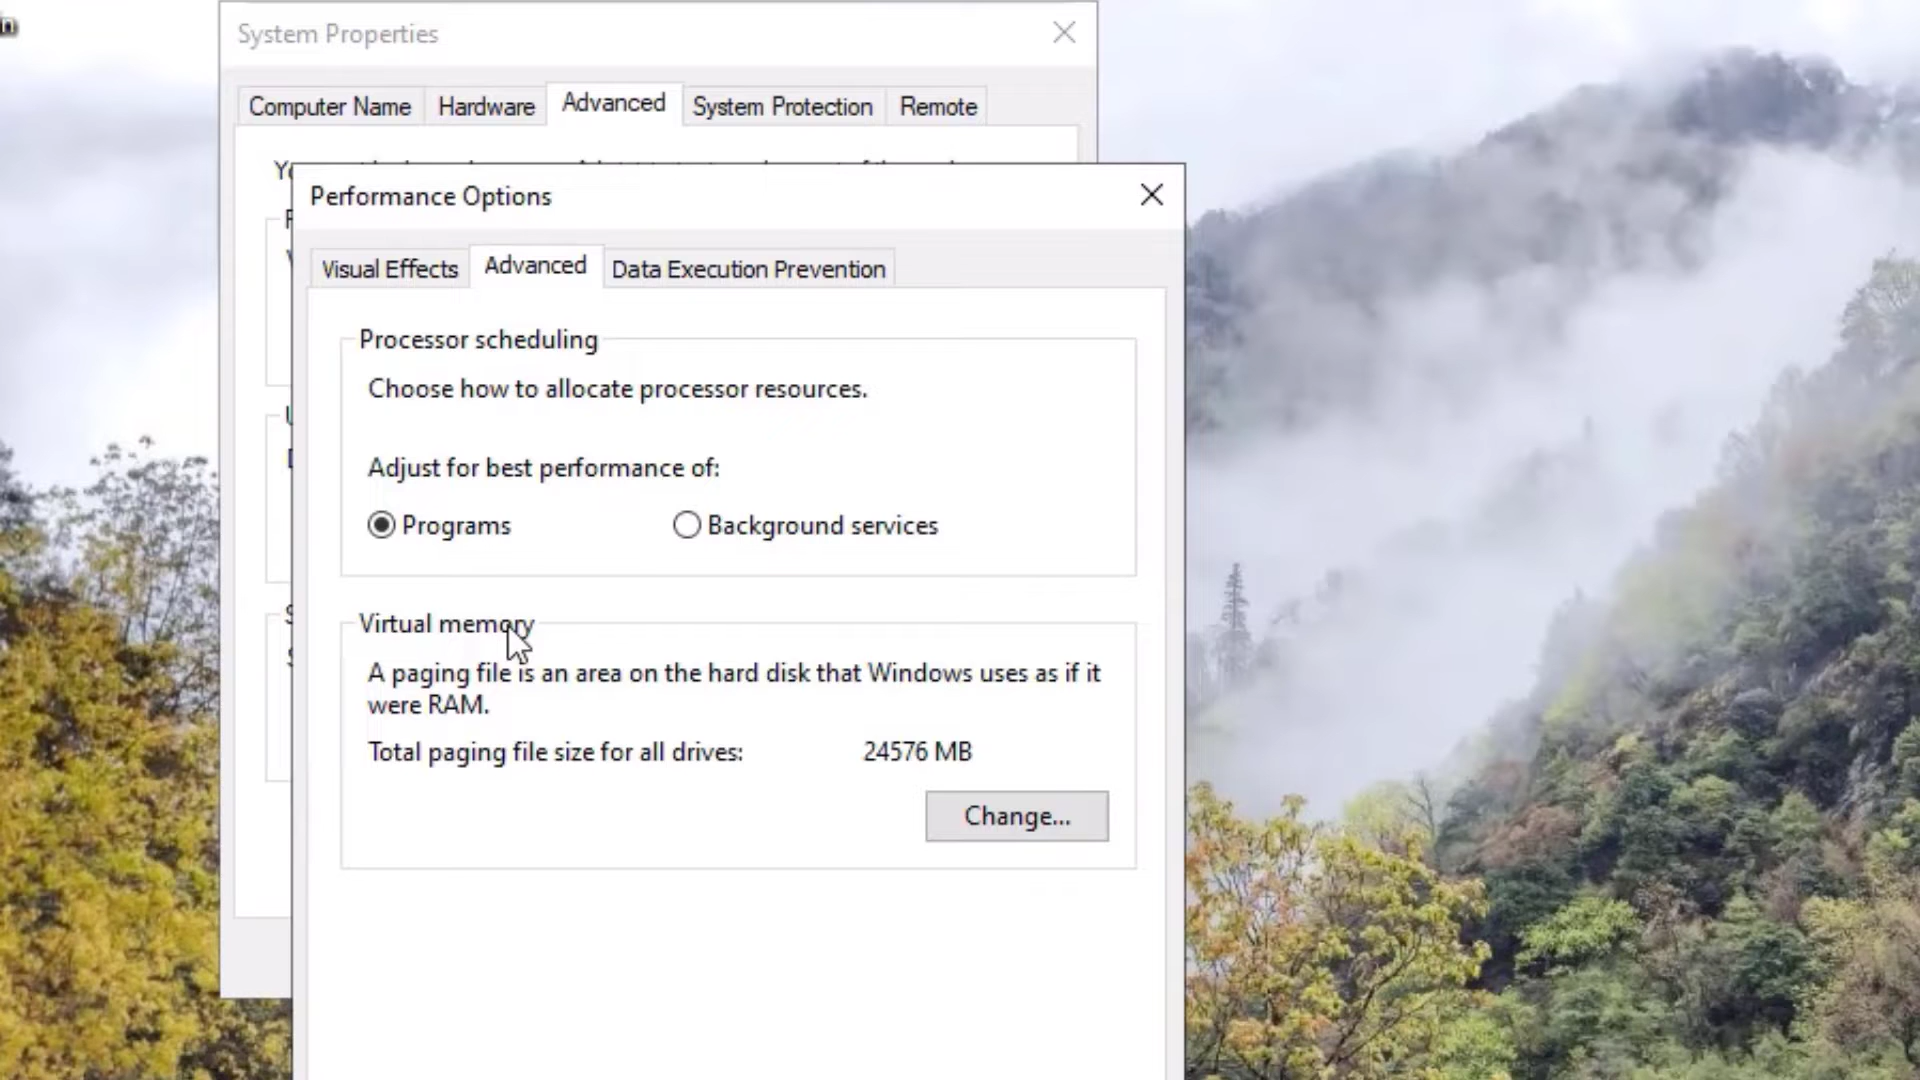 System Properties
Computer Name
Hardware
Advanced
System Protection
Remote
Performance Options
Visual Effects
Advanced
Data Execution Prevention
Processor scheduling
Choose how to allocate processor resources.
Adjust for best performance of:
Programs
Background services
Virtual memory
A paging file is an area on the hard disk that Windows uses as if it
were RAM.
Total paging file size for all drives:
24576 MB
Change...